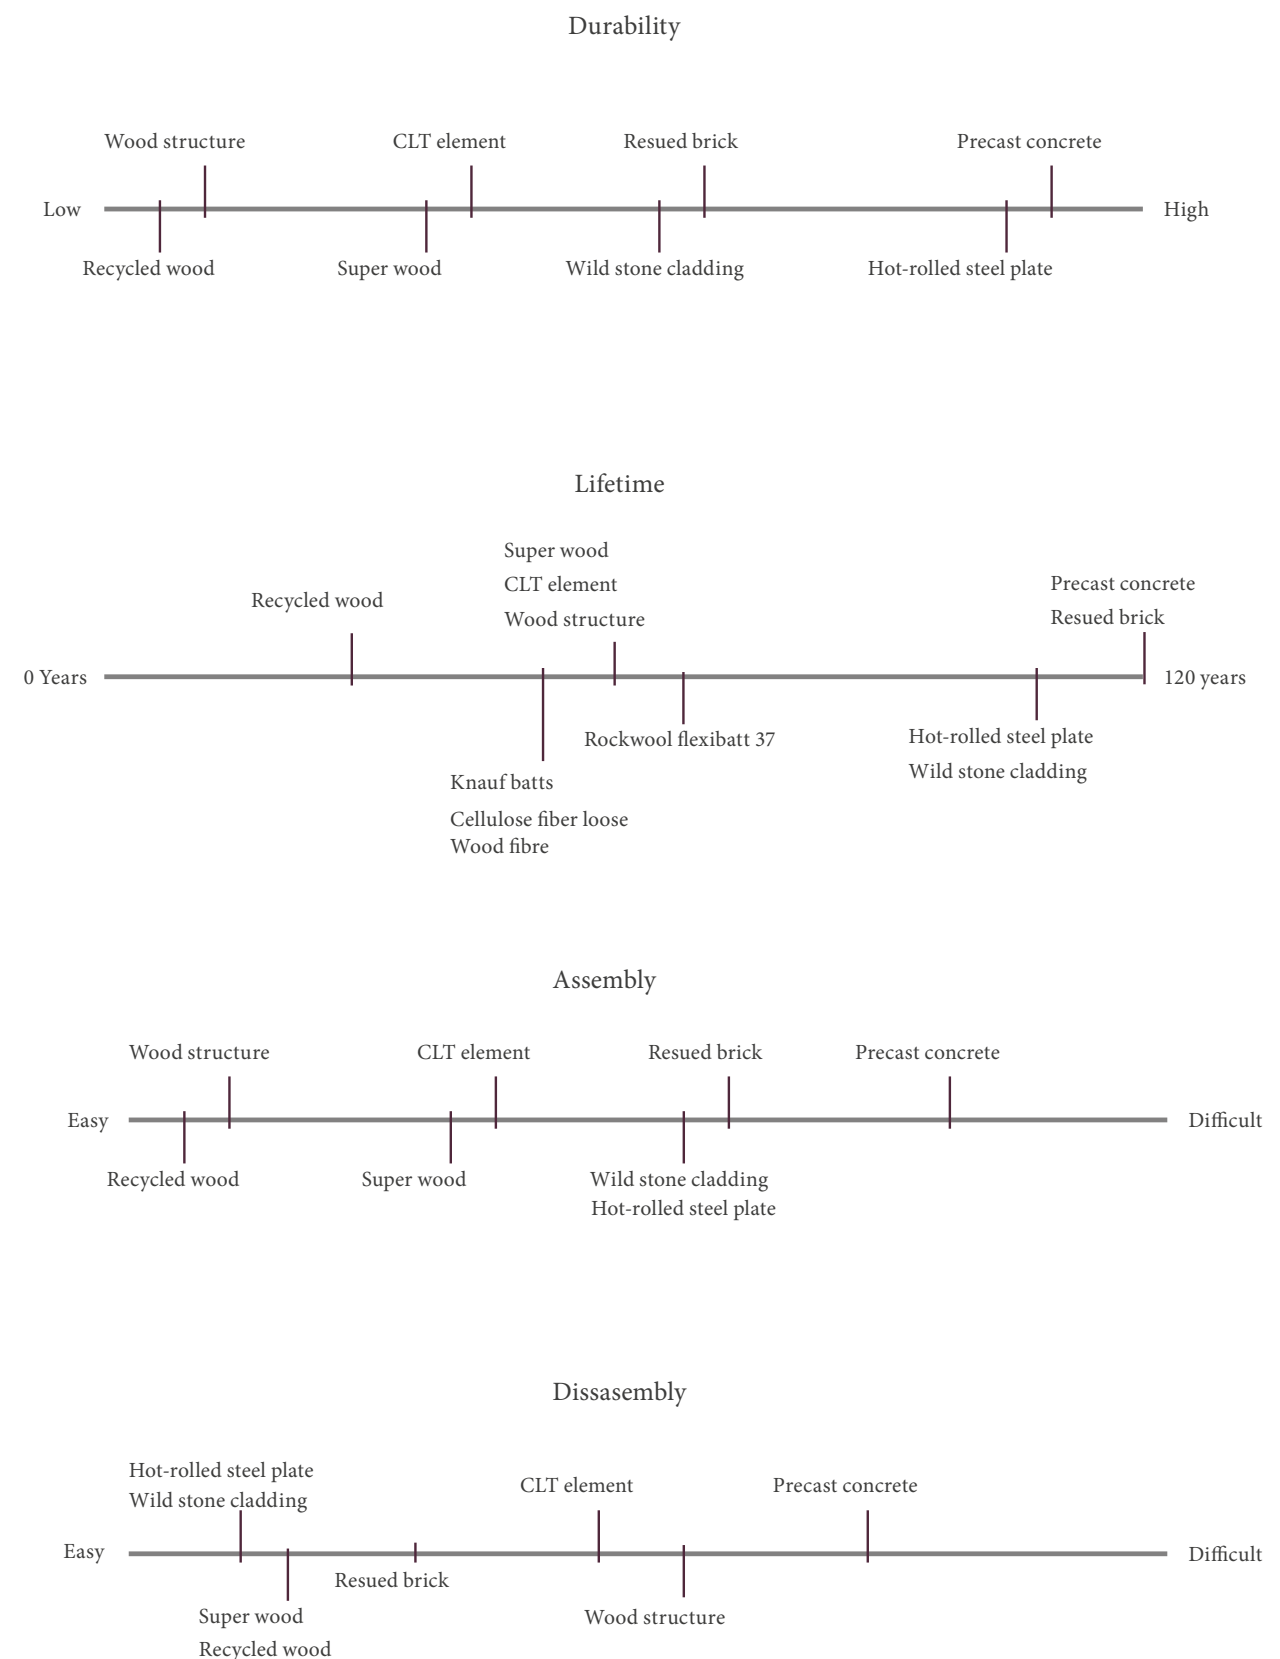 Durability
Wood structure
CLT element
Resued brick
Precast concrete
Low
High
Recycled wood
Super wood
Wild stone cladding
Hot-rolled steel plate
Lifetime
Super wood
CLT element
Wood structure
Recycled wood
Precast concrete
Resued brick
0 Years
120 years
Rockwool flexibatt 37
Hot-rolled steel plate
Wild stone cladding
Knauf batts
Cellulose fiber loose
Wood fibre
Assembly
Wood structure
CLT element
Resued brick
Precast concrete
Easy
Difficult
Recycled wood
Super wood
Wild stone cladding
Hot-rolled steel plate
Dissasembly
Hot-rolled steel plate
Wild stone cladding
CLT element
Precast concrete
Easy
Difficult
Resued brick
Super wood
Recycled wood
Wood structure